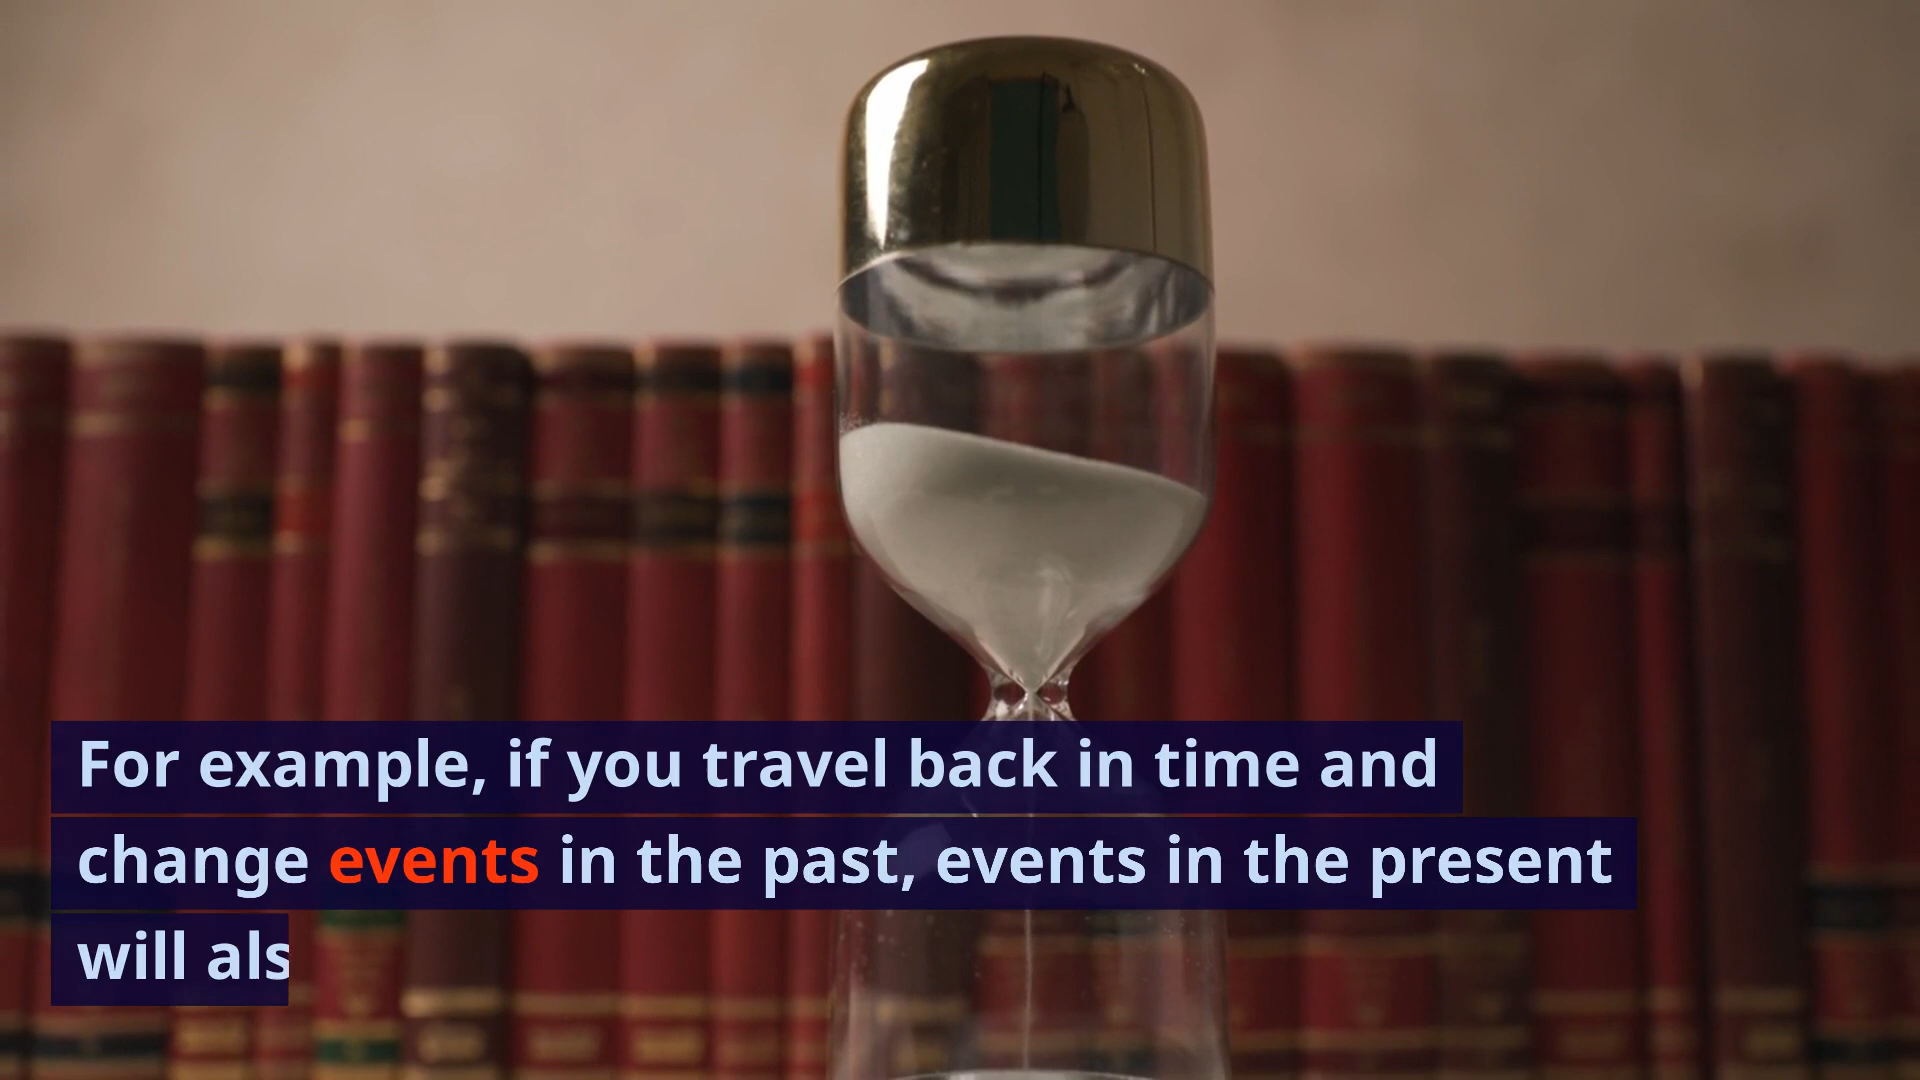 For example, if you travel back in time and
change events in the past, events in the present
will als